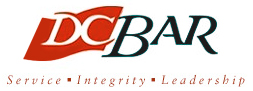 DCBAR
Service ▪ Integrity ▪ Leadership